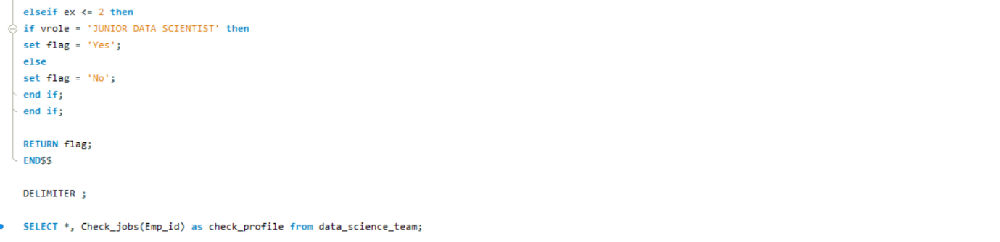 elseif ex <= 2 then
if vrole = 'JUNIOR DATA SCIENTIST' then
set flag = 'Yes';
else
set flag = 'No';
end if;
end if;
RETURN flag;
END$$
DELIMITER ;
SELECT *, Check_jobs(Emp_id) as check_profile from data_science_team;